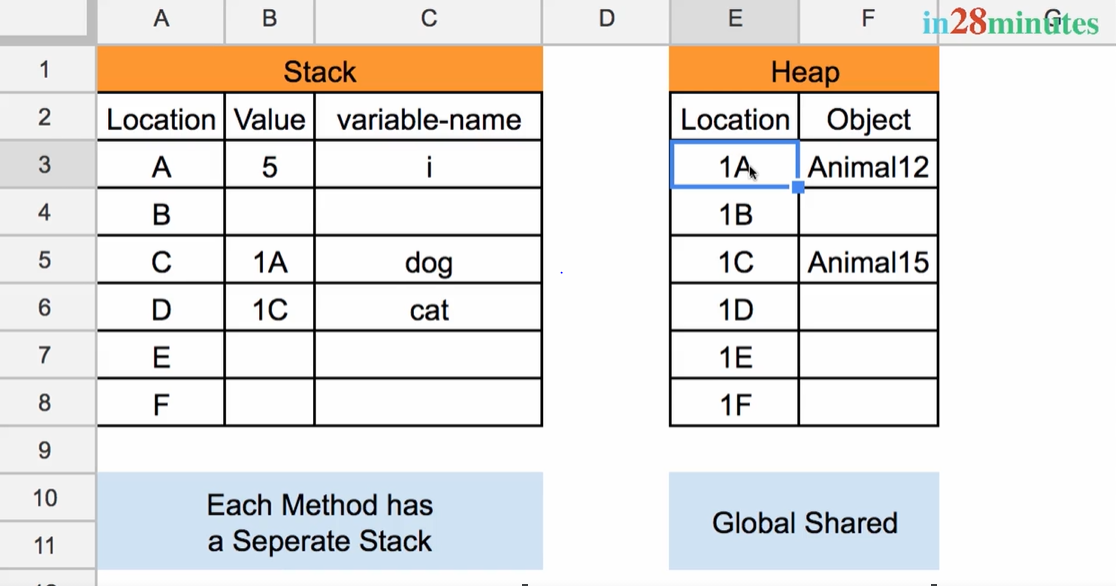 A B C D E F G
in28minutes
1 Stack Heap
2 Location Value variable-name Location Object
3 A 5 i 1A Animal12
4 B 1B
5 C 1A dog 1C Animal15
6 D 1C cat 1D
7 E 1E
8 F 1F
9
10 Each Method has
11 a Seperate Stack
Global Shared